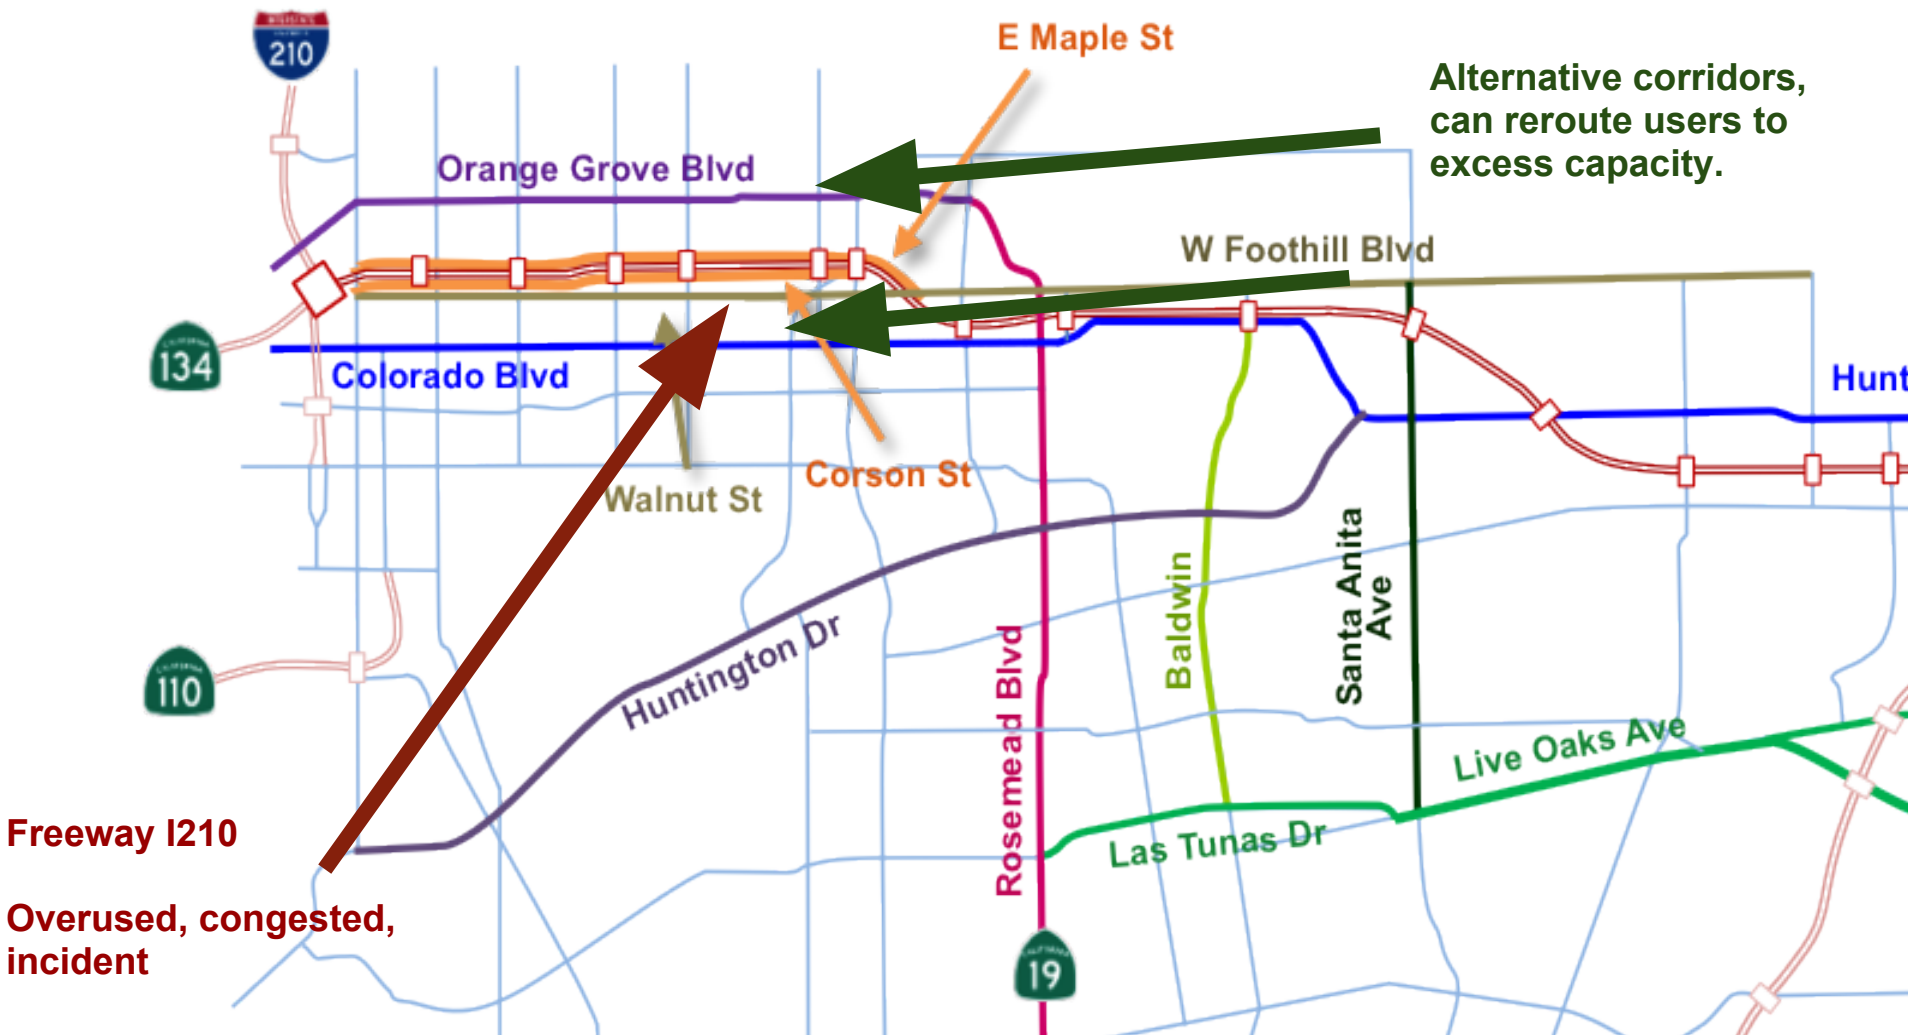 210
E Maple St
Alternative corridors,
can reroute users to
excess capacity.
Orange Grove Blvd
W Foothill Blvd
134
Colorado Blvd
Hunt
Walnut St
Corson St
Santa Anita
Ave
Baldwin
110
Huntington Dr
Rosemead Blvd
Live Oaks Ave
Las Tunas Dr
Freeway I210
Overused, congested,
incident
19